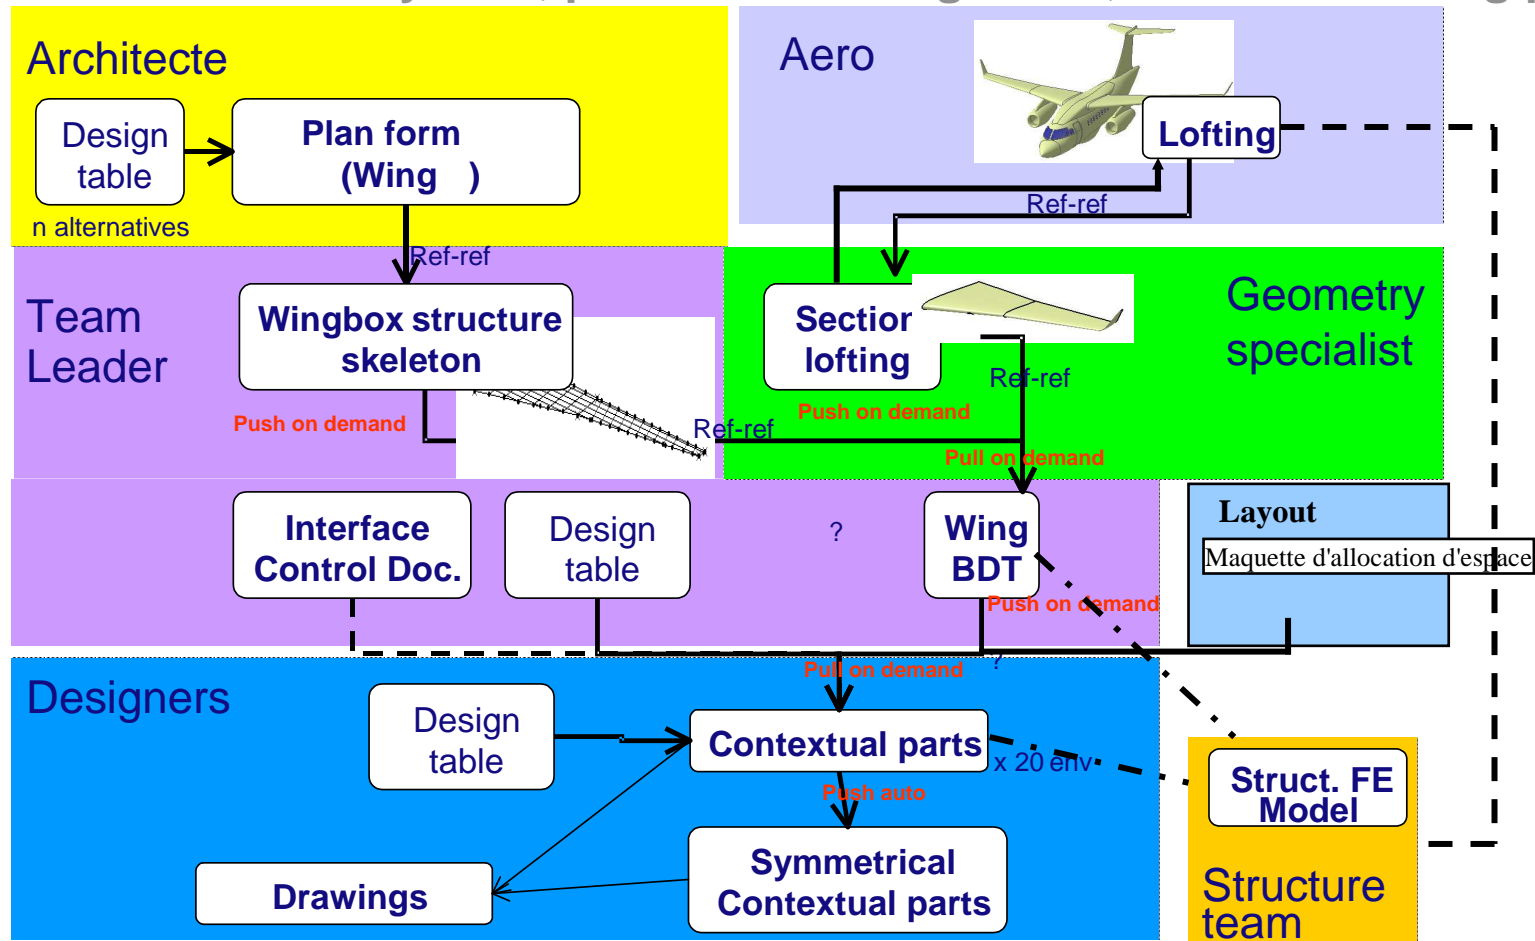 Architecte
Design
table
n alternatives
Plan form
(Wing )
Ref-ref
Aero
Lofting
Ref-ref
Team
Leader
Wingbox structure
skeleton
Push on demand
Ref-ref
Section
lofting
Ref-ref
Push on demand
Pull on demand
Geometry
specialist
Interface
Control Doc.
Design
table
?
Wing
BDT
Push on demand
Layout
Maquette d'allocation d'espace
Pull on demand
?
Designers
Design
table
Contextual parts
x 20 env
Push auto
Symmetrical
Contextual parts
Drawings
Struct. FE
Model
Structure
team